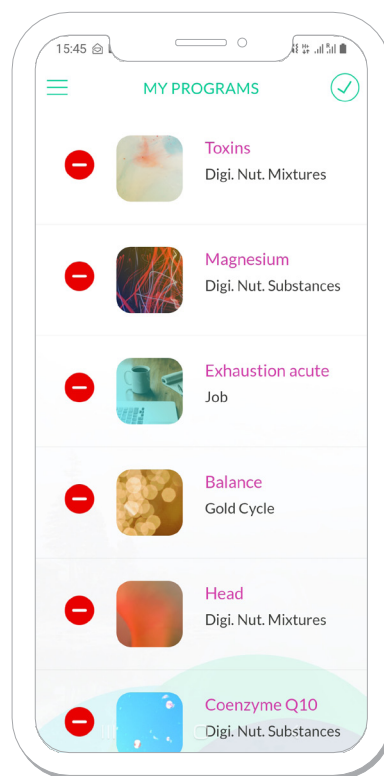 15:45
MY PROGRAMS
Toxins
Digi. Nut. Mixtures
Magnesium
Digi. Nut. Substances
Exhaustion acute
Job
Balance
Gold Cycle
Head
Digi. Nut. Mixtures
Coenzyme Q10
Digi. Nut. Substances